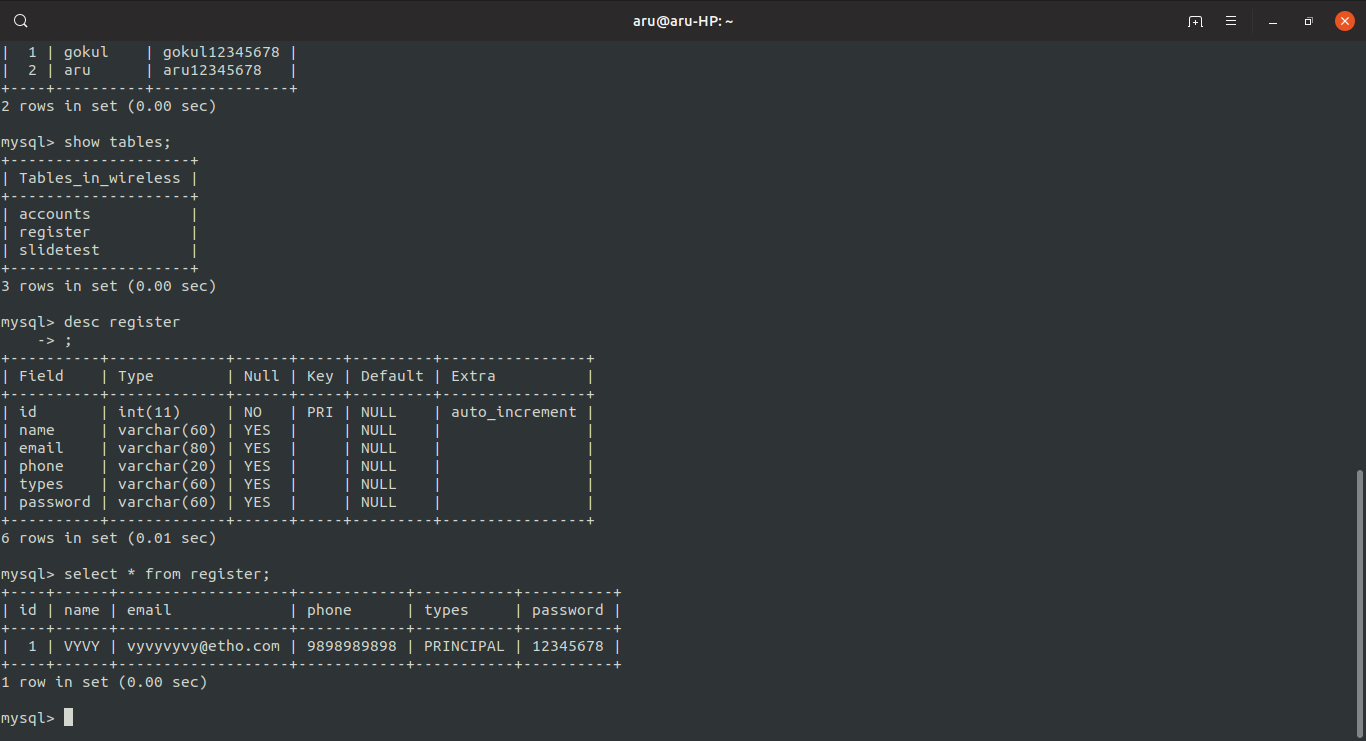 aru@aru-HP: ~
|  1 | gokul    | gokul12345678 |
|  2 | aru      | aru12345678   |
+----+----------+---------------+
2 rows in set (0.00 sec)
mysql> show tables;
+--------------------+
| Tables_in_wireless |
+--------------------+
| accounts           |
| register           |
| slidetest          |
+--------------------+
3 rows in set (0.00 sec)
mysql> desc register
    -> ;
+----------+-------------+------+-----+---------+----------------+
| Field    | Type        | Null | Key | Default | Extra          |
+----------+-------------+------+-----+---------+----------------+
| id       | int(11)     | NO   | PRI | NULL    | auto_increment |
| name     | varchar(60) | YES  |     | NULL    |                |
| email    | varchar(80) | YES  |     | NULL    |                |
| phone    | varchar(20) | YES  |     | NULL    |                |
| types    | varchar(60) | YES  |     | NULL    |                |
| password | varchar(60) | YES  |     | NULL    |                |
+----------+-------------+------+-----+---------+----------------+
6 rows in set (0.01 sec)
mysql> select * from register;
+----+------+-------------------+------------+-----------+----------+
| id | name | email             | phone      | types     | password |
+----+------+-------------------+------------+-----------+----------+
|  1 | VYVY | vyvyvyvy@etho.com | 9898989898 | PRINCIPAL | 12345678 |
+----+------+-------------------+------------+-----------+----------+
1 row in set (0.00 sec)
mysql>